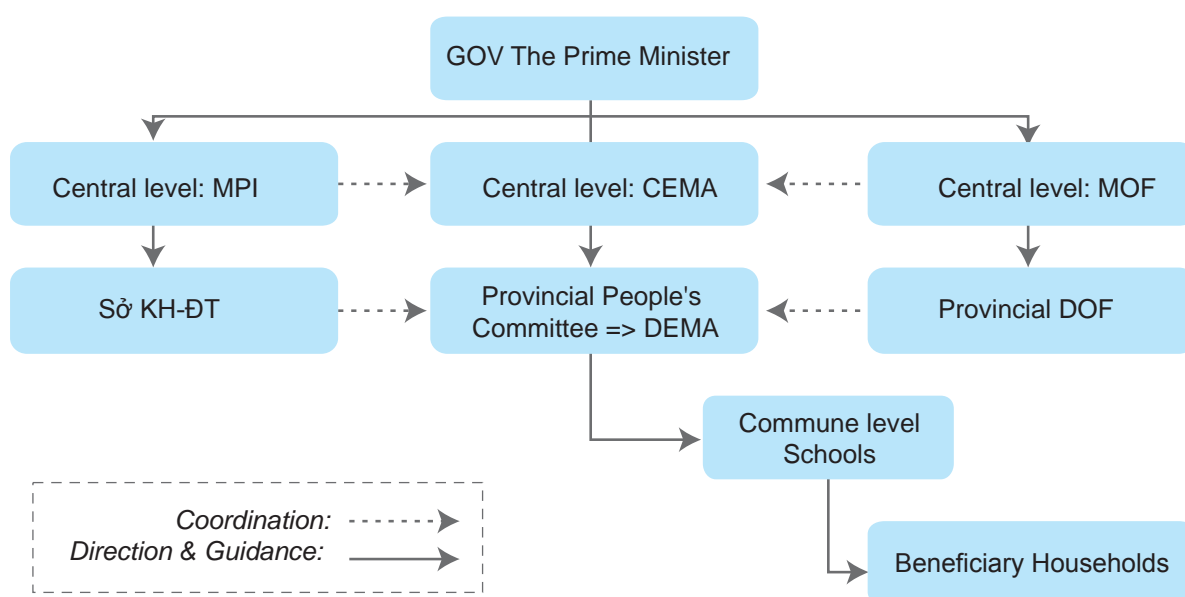 GOV The Prime Minister
Central level: MPI
Central level: CEMA
Central level: MOF
Sở KH-ĐT
Provincial People's
Committee => DEMA
Provincial DOF
Commune level
Schools
Coordination:
Direction & Guidance:
Beneficiary Households